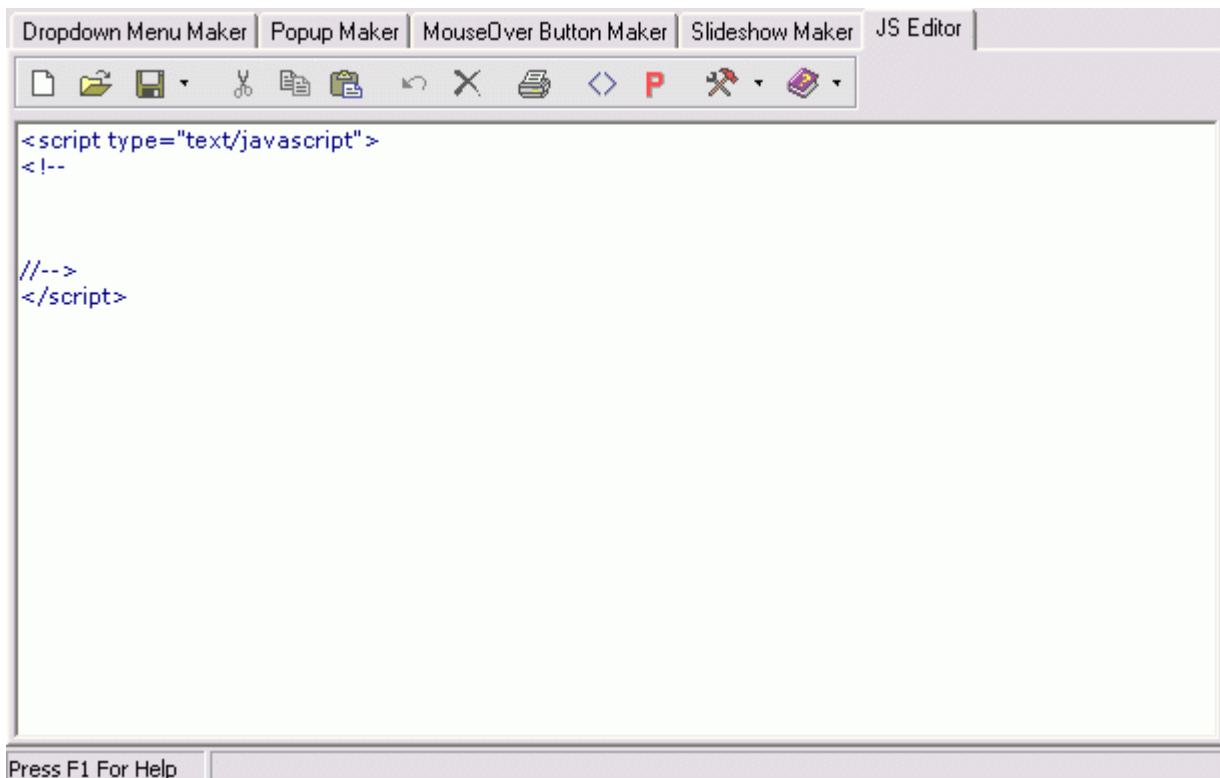 Dropdown Menu Maker Popup Maker MouseOver Button Maker Slideshow Maker JS Editor
P
<script type="text/javascript">
<!--
//-->
</script>
Press F1 For Help